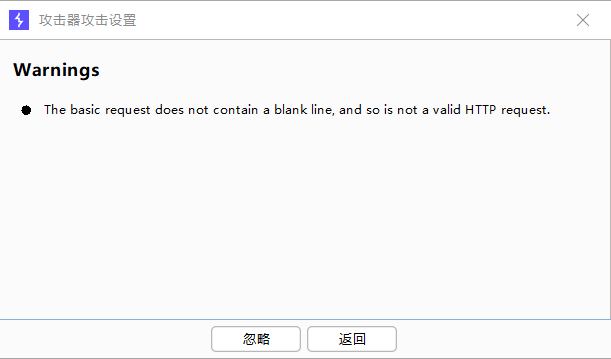 攻击器攻击设置
Warnings
The basic request does not contain a blank line, and so is not a valid HTTP request.
忽略
返回